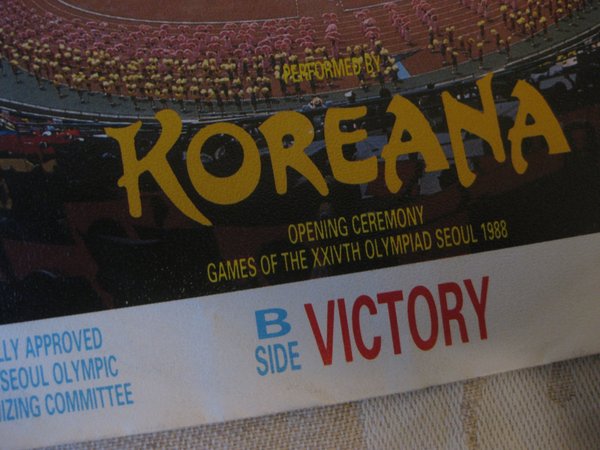 PERFORMED BY
KOREANA
OPENING CEREMONY
GAMES OF THE XXIVTH OLYMPIAD SEOUL 1988
B SIDE VICTORY
LLY APPROVED
SEOUL OLYMPIC
IZING COMMITTEE